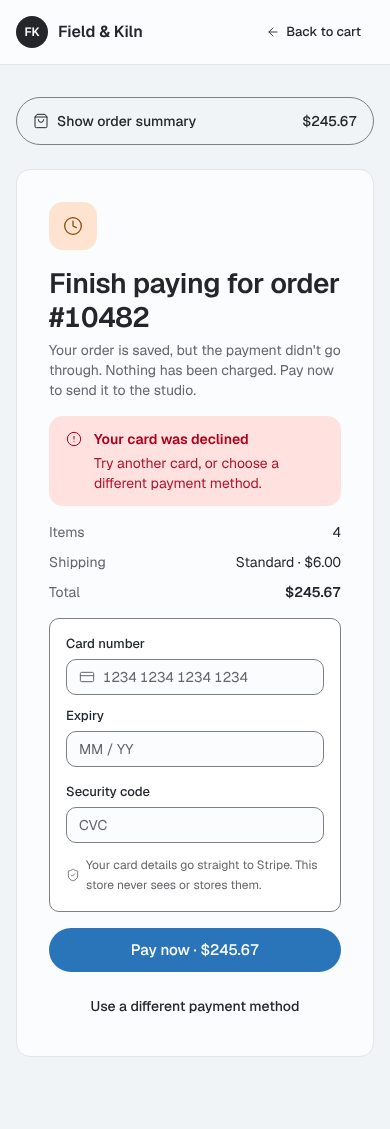 FK
Field & Kiln
Back to cart
Show order summary
$245.67
Finish paying for order
#10482
Your order is saved, but the payment didn't go
through. Nothing has been charged. Pay now
to send it to the studio.
Your card was declined
Try another card, or choose a
different payment method.
Items
4
Shipping
Standard · $6.00
Total
$245.67
Card number
1234 1234 1234 1234
Expiry
MM / YY
Security code
CVC
Your card details go straight to Stripe. This
store never sees or stores them.
Pay now · $245.67
Use a different payment method